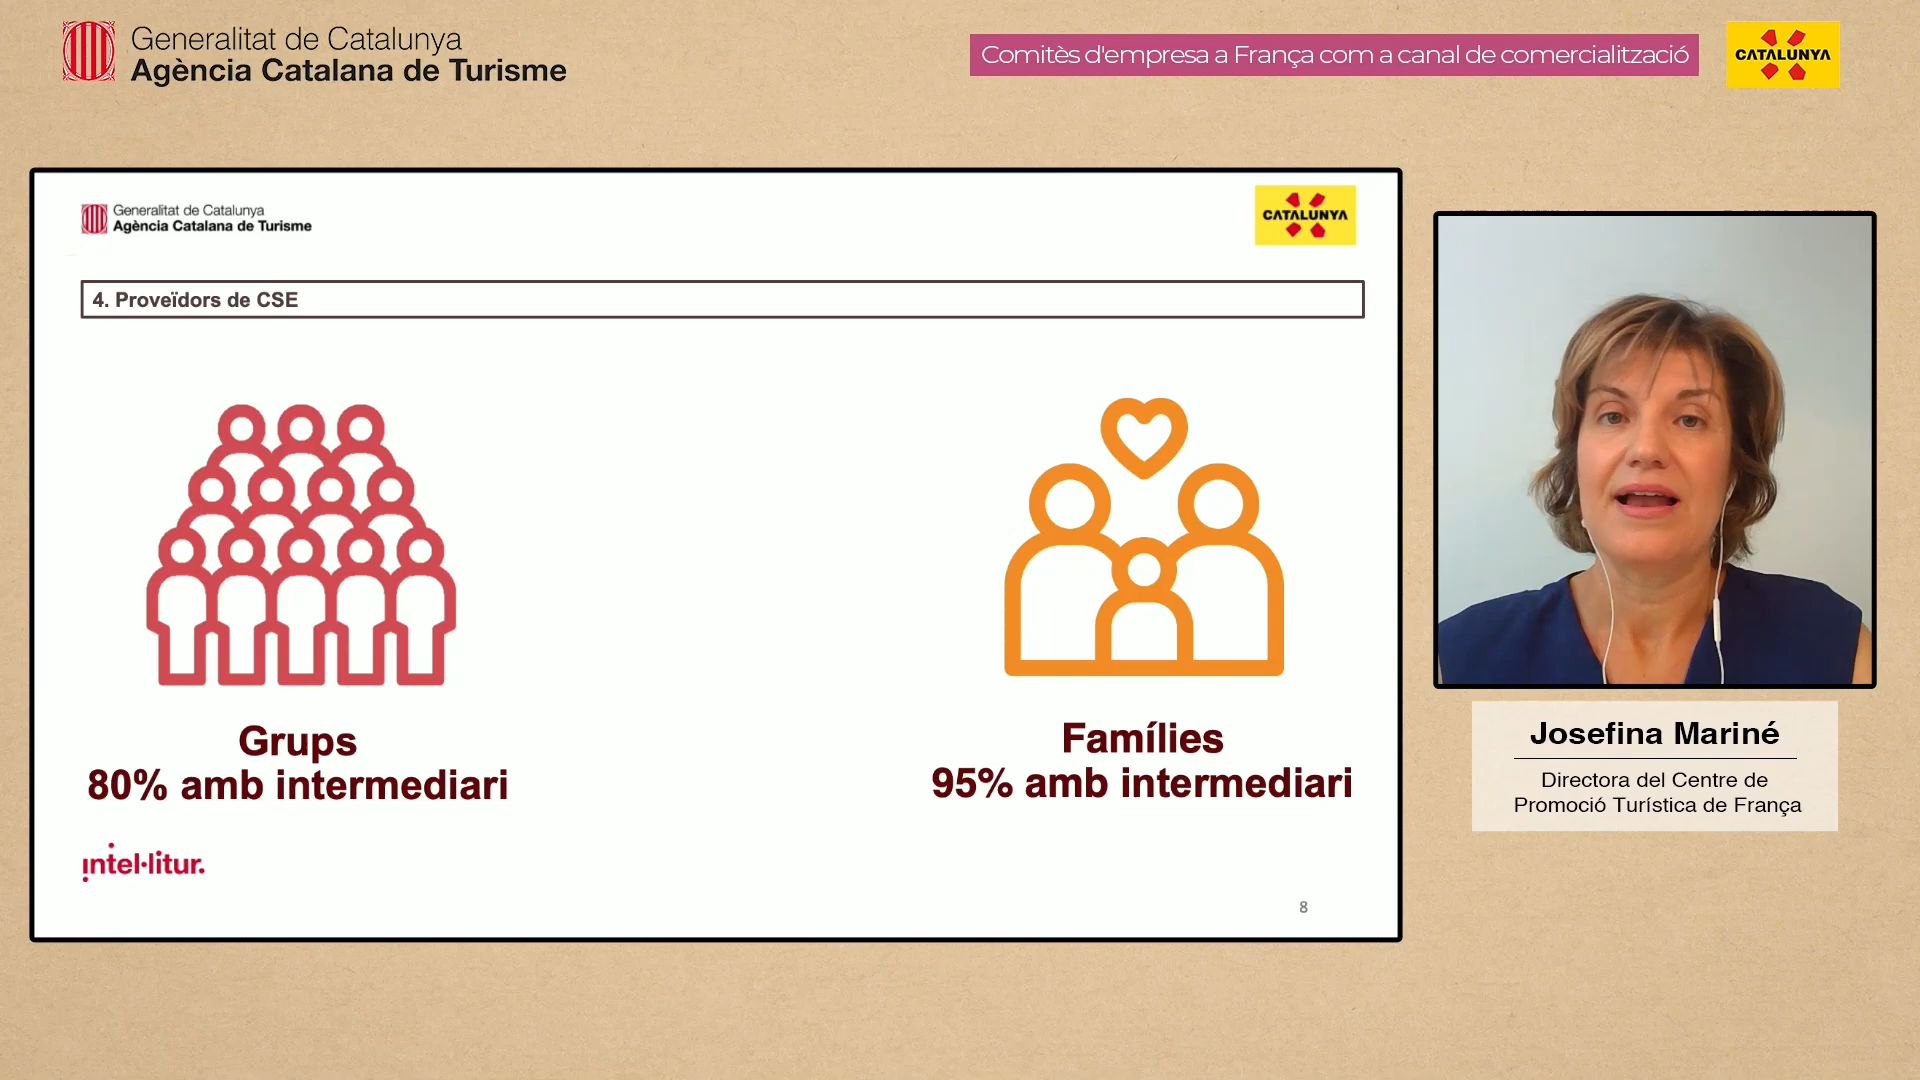 Generalitat de Catalunya
Agència Catalana de Turisme
Comitès d'empresa a França com a canal de comercialització
CATALUNYA
Generalitat de Catalunya
Agència Catalana de Turisme
CATALUNYA
4. Proveïdors de CSE
Grups
80% amb intermediari
Famílies
95% amb intermediari
intel·litur.
8
Josefina Mariné
Directora del Centre de
Promoció Turística de França